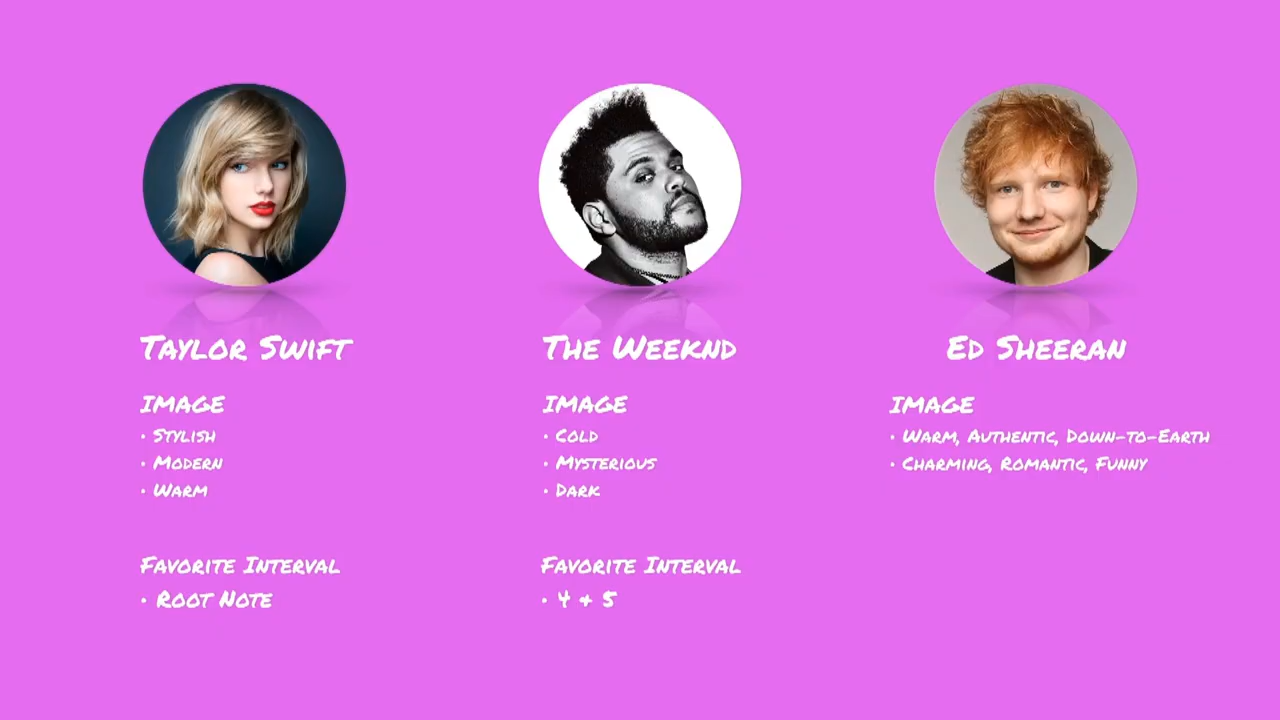 Taylor Swift
IMAGE
• Stylish
• Modern
• Warm
Favorite Interval
• Root Note
The Weeknd
IMAGE
• Cold
• Mysterious
• Dark
Favorite Interval
• 4 & 5
Ed Sheeran
IMAGE
• Warm, Authentic, Down-to-Earth
• Charming, Romantic, Funny